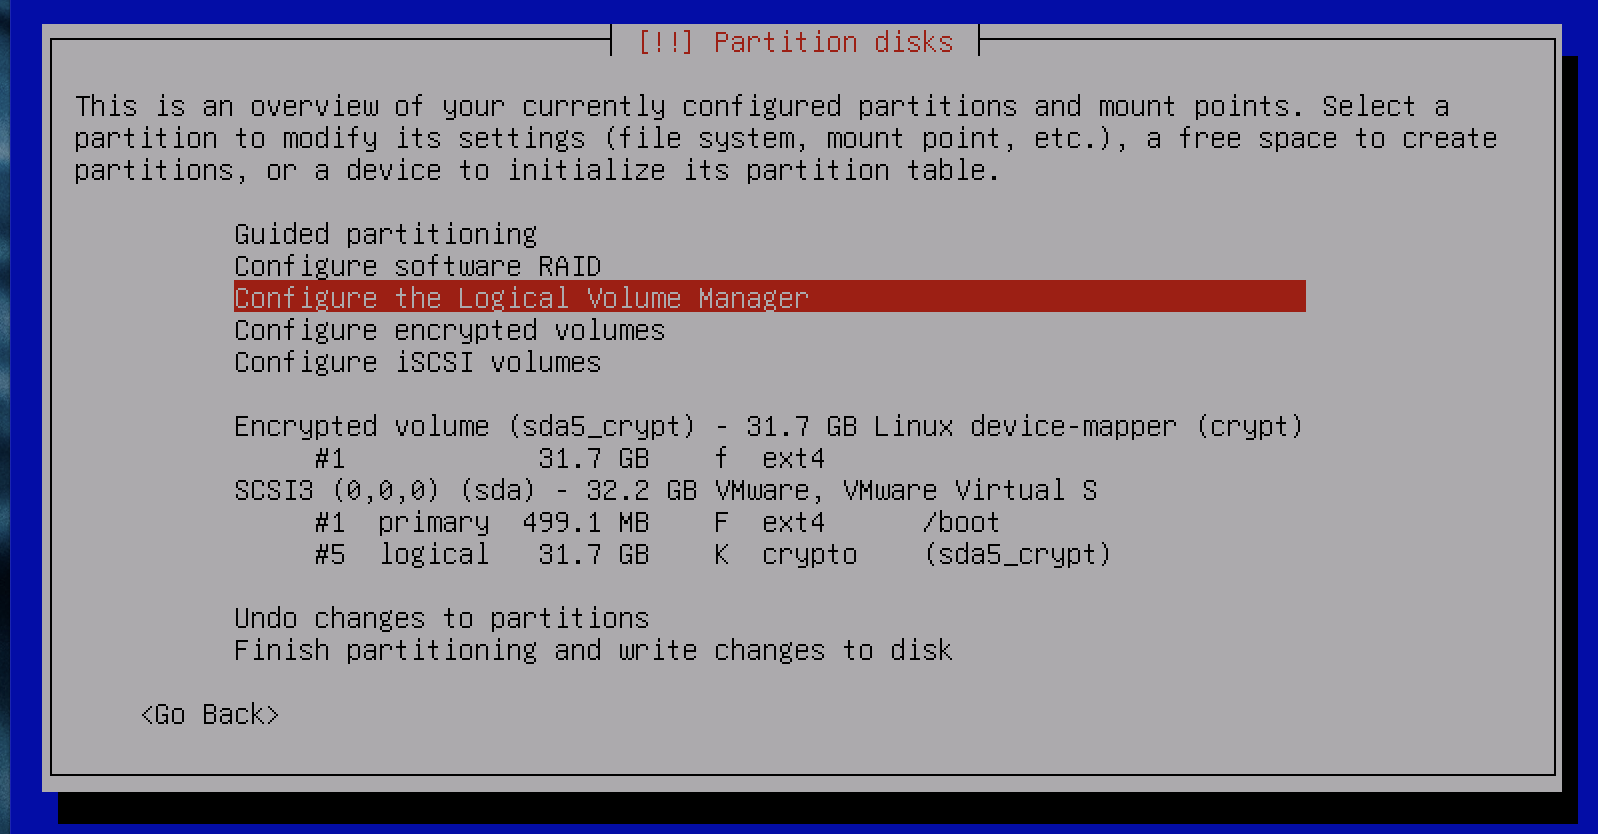 [!!] Partition disks
This is an overview of your currently configured partitions and mount points. Select a
partition to modify its settings (file system, mount point, etc.), a free space to create
partitions, or a device to initialize its partition table.
Guided partitioning
Configure software RAID
Configure the Logical Volume Manager
Configure encrypted volumes
Configure iSCSI volumes
Encrypted volume (sda5_crypt) - 31.7 GB Linux device-mapper (crypt)
#1 31.7 GB f ext4
SCSI3 (0,0,0) (sda) - 32.2 GB VMware, VMware Virtual S
#1 primary 499.1 MB F ext4 /boot
#5 logical 31.7 GB K crypto (sda5_crypt)
Undo changes to partitions
Finish partitioning and write changes to disk
<Go Back>